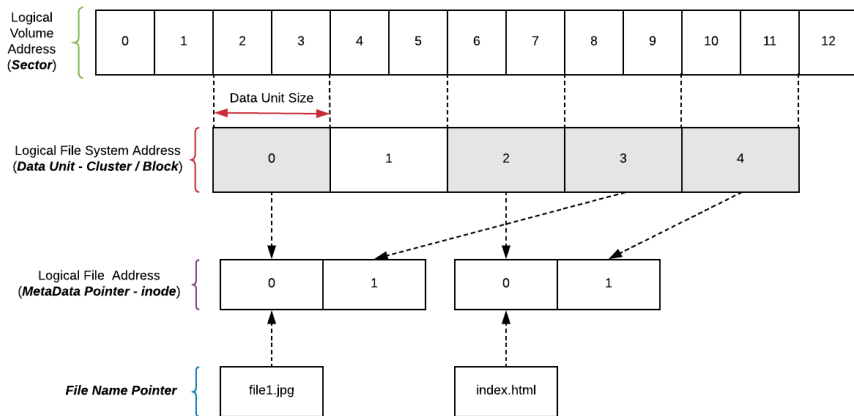 Logical
Volume
Address
(Sector)
0 1 2 3 4 5 6 7 8 9 10 11 12
Data Unit Size
Logical File System Address
(Data Unit - Cluster / Block)
0 1 2 3 4
Logical File Address
(MetaData Pointer - inode)
0 1 0 1
File Name Pointer
file1.jpg
index.html